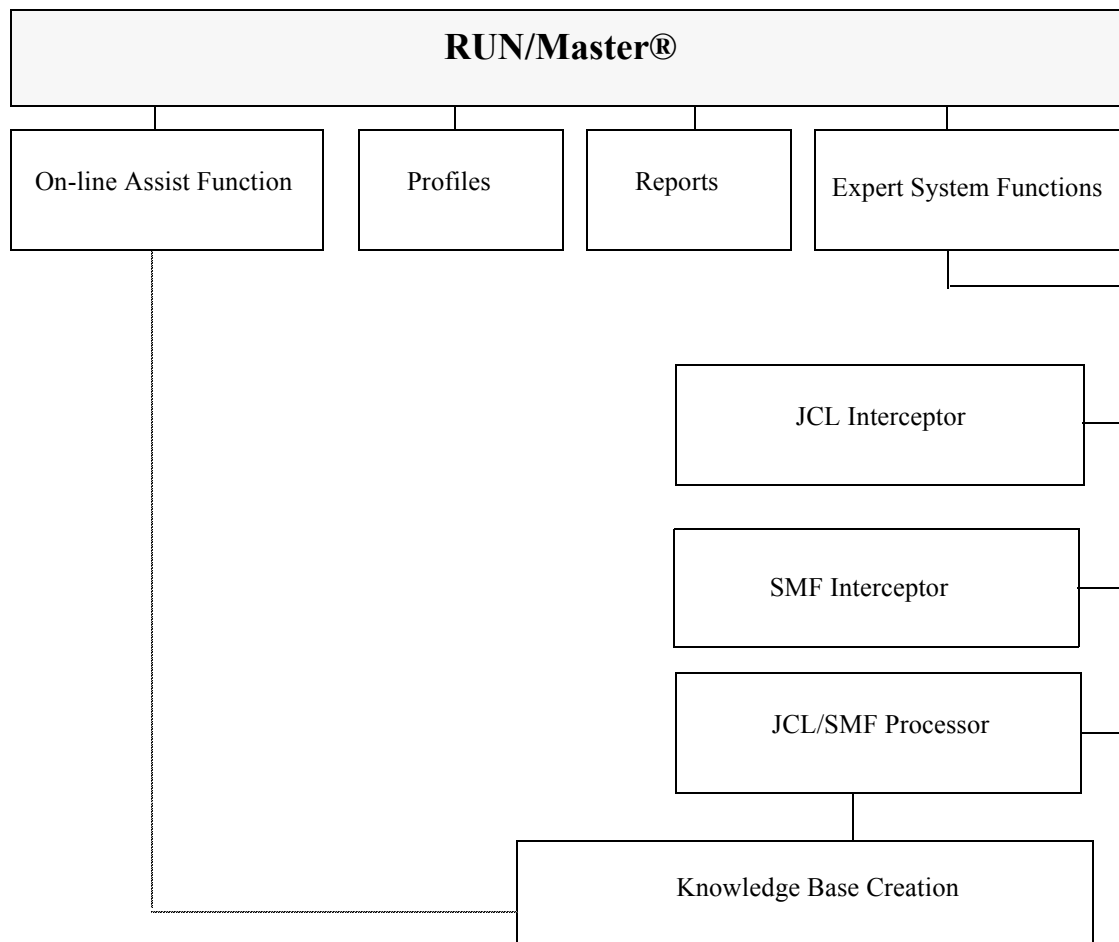 RUN/Master®
On-line Assist Function
Profiles
Reports
Expert System Functions
JCL Interceptor
SMF Interceptor
JCL/SMF Processor
Knowledge Base Creation